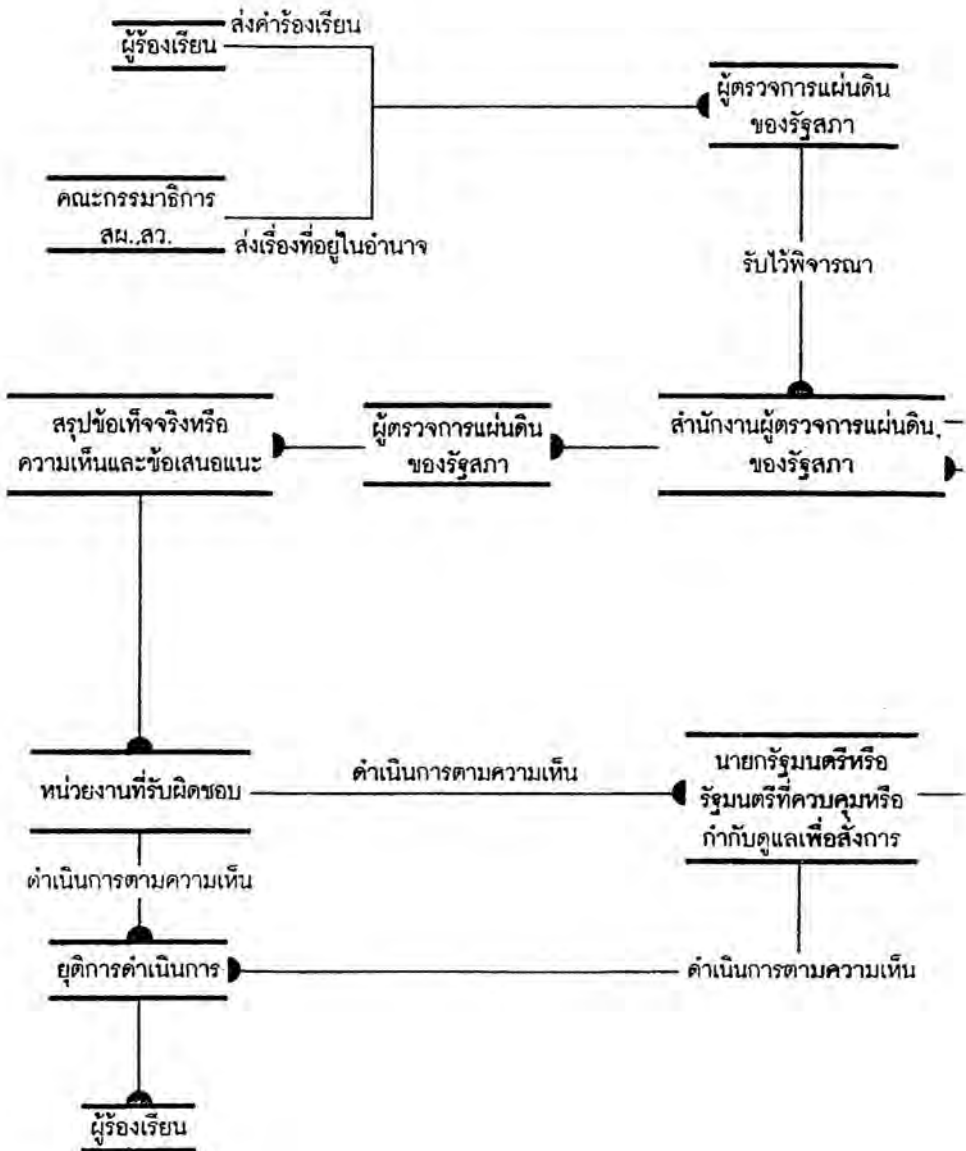 ส่งคำร้องเรียน
ผู้ร้องเรียน
ผู้ตรวจการแผ่นดิน
ของรัฐสภา
คณะกรรมาธิการ
สผ.,สว.
ส่งเรื่องที่อยู่ในอำนาจ
รับไว้พิจารณา
สรุปข้อเท็จจริงหรือ
ความเห็นและข้อเสนอแนะ
ผู้ตรวจการแผ่นดิน
ของรัฐสภา
สำนักงานผู้ตรวจการแผ่นดิน
ของรัฐสภา
หน่วยงานที่รับผิดชอบ
ดำเนินการตามความเห็น
นายกรัฐมนตรีหรือ
รัฐมนตรีที่ควบคุมหรือ
กำกับดูแลเพื่อสั่งการ
ดำเนินการตามความเห็น
ยุติการดำเนินการ
ดำเนินการตามความเห็น
ผู้ร้องเรียน